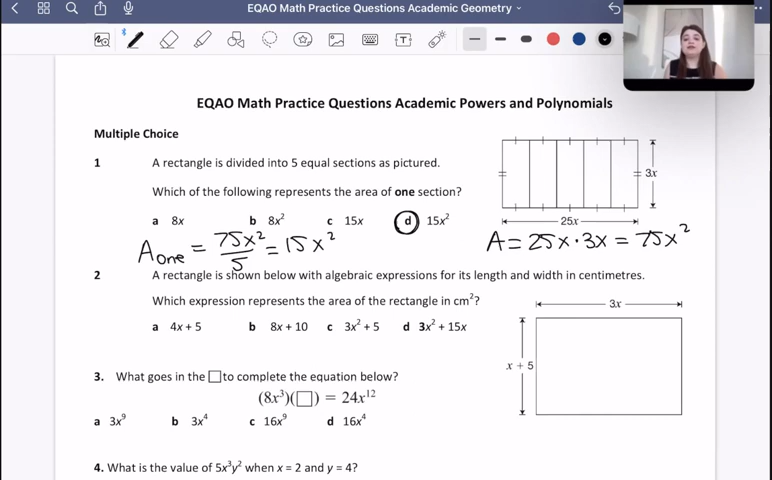 EQAO Math Practice Questions Academic Geometry
EQAO Math Practice Questions Academic Powers and Polynomials
Multiple Choice
1 A rectangle is divided into 5 equal sections as pictured.
Which of the following represents the area of one section?
a 8x b 8x² c 15x d 15x²
3x
25x
A = 25x · 3x = 75x²
A one = 75x²/5 = 15x²
2 A rectangle is shown below with algebraic expressions for its length and width in centimetres.
Which expression represents the area of the rectangle in cm²?
a 4x + 5 b 8x + 10 c 3x² + 5 d 3x² + 15x
3x
x + 5
3. What goes in the □ to complete the equation below?
(8x³)(□) = 24x¹²
a 3x⁹ b 3x⁴ c 16x⁹ d 16x⁴
4. What is the value of 5x³y² when x = 2 and y = 4?